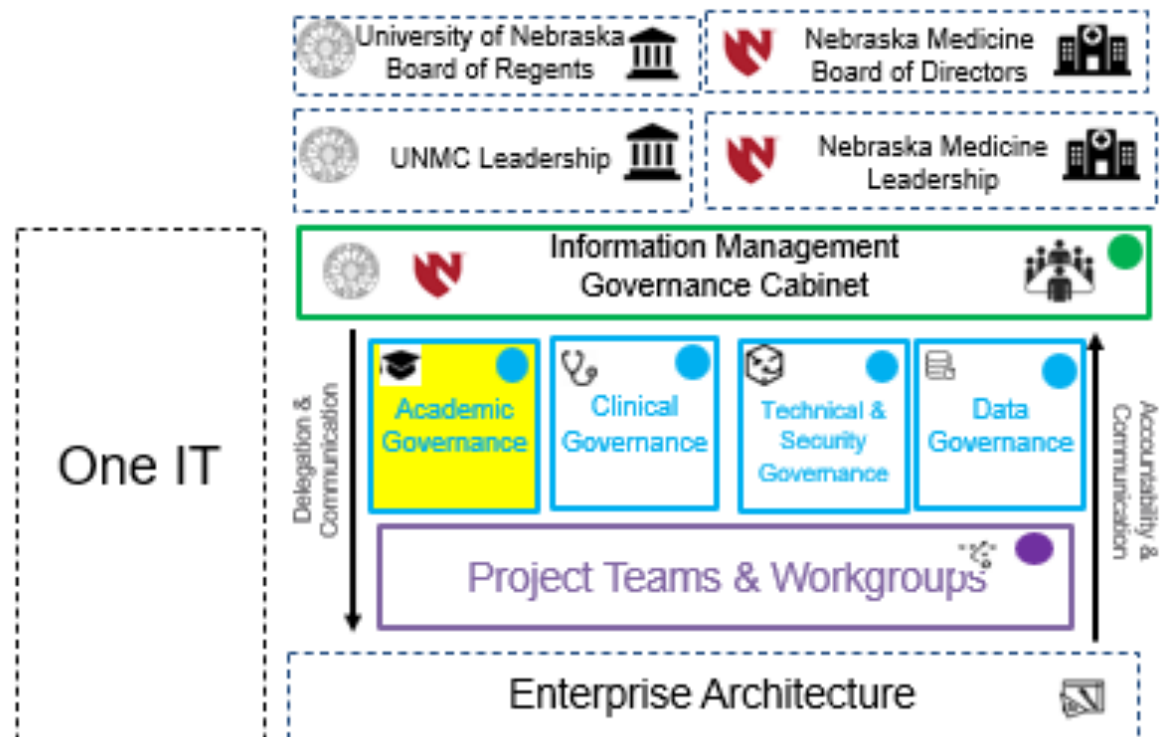 University of Nebraska
Board of Regents
Nebraska Medicine
Board of Directors
UNMC Leadership
Nebraska Medicine
Leadership
Information Management
Governance Cabinet
One IT
Delegation &
Communication
Academic
Governance
Clinical
Governance
Technical &
Security
Governance
Data
Governance
Accountability &
Communication
Project Teams & Workgroups
Enterprise Architecture